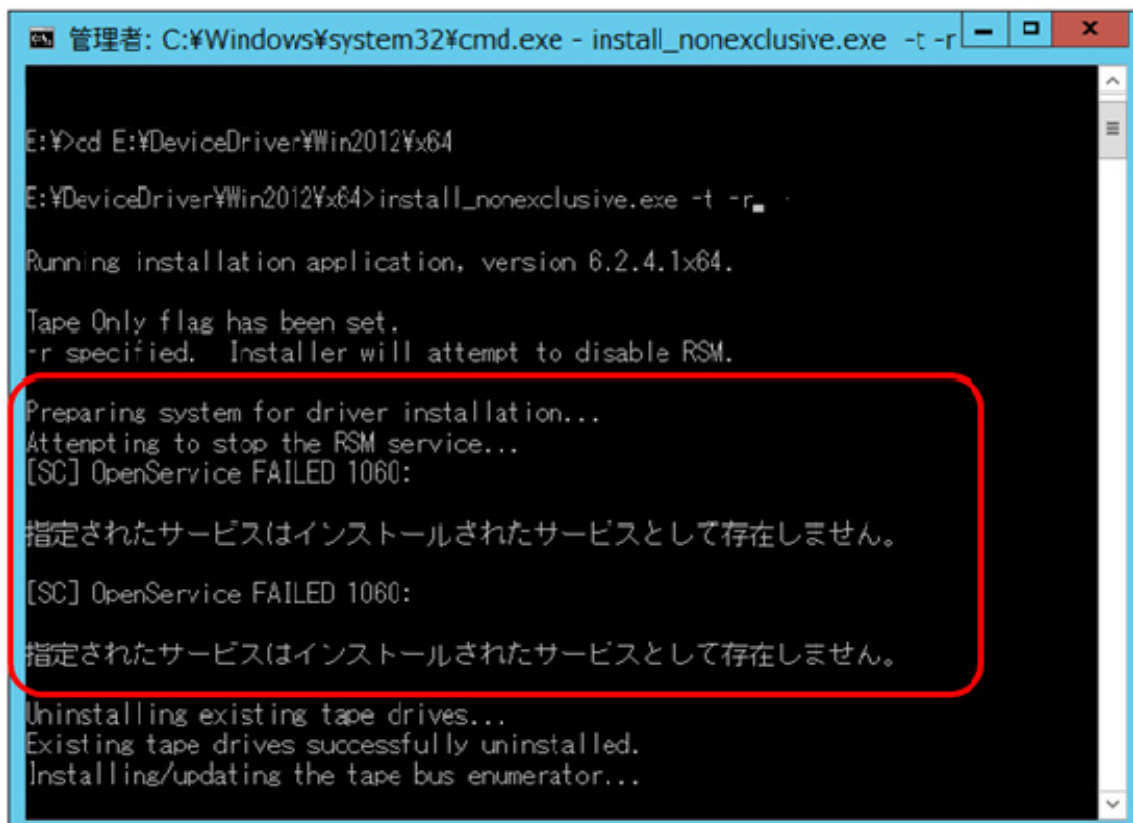 管理者: C:¥Windows¥system32¥cmd.exe - install_nonexclusive.exe -t -r
E:¥>cd E:¥DeviceDriver¥Win2012¥x64
E:¥DeviceDriver¥Win2012¥x64>install_nonexclusive.exe -t -r
Running installation application, version 6.2.4.1x64.
Tape Only flag has been set.
-r specified.  Installer will attempt to disable RSM.
Preparing system for driver installation...
Attempting to stop the RSM service...
[SC] OpenService FAILED 1060:
指定されたサービスはインストールされたサービスとして存在しません。
[SC] OpenService FAILED 1060:
指定されたサービスはインストールされたサービスとして存在しません。
Uninstalling existing tape drives...
Existing tape drives successfully uninstalled.
Installing/updating the tape bus enumerator...